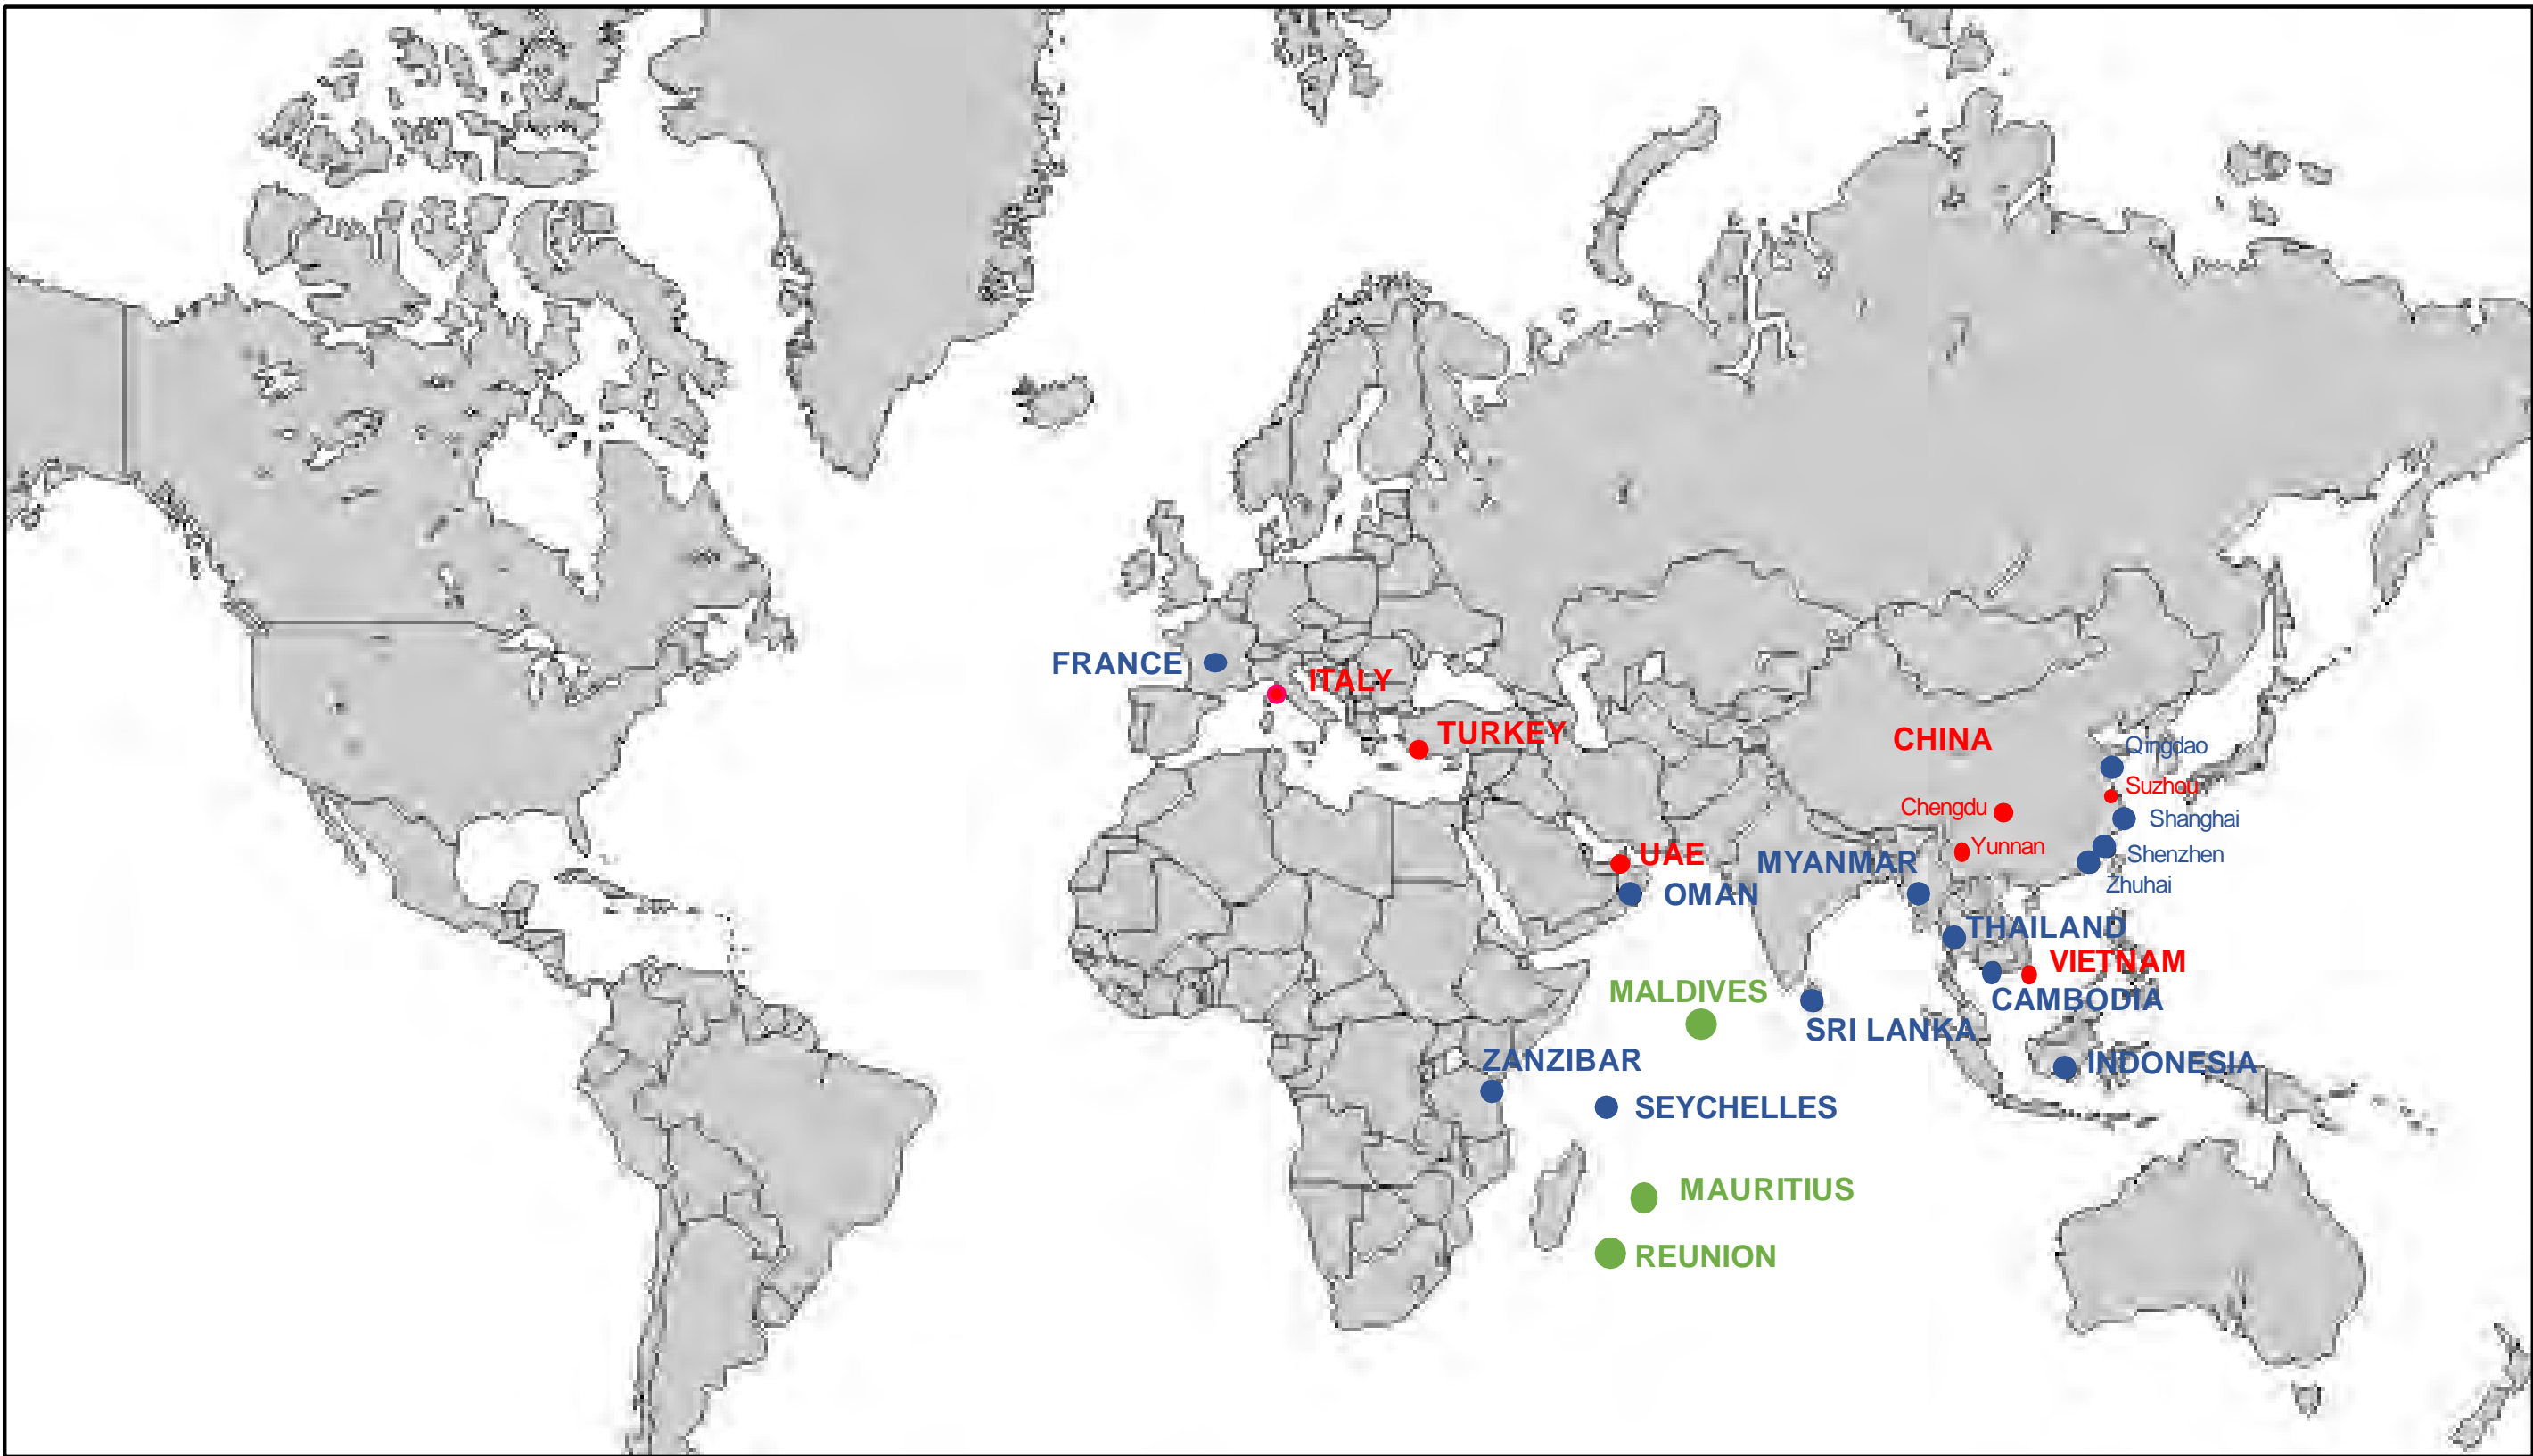 FRANCE
ITALY
TURKEY
CHINA
Qingdao
Suzhou
Chengdu
Shanghai
Yunnan
Shenzhen
UAE
MYANMAR
Zhuhai
OMAN
THAILAND
VIETNAM
MALDIVES
CAMBODIA
SRI LANKA
ZANZIBAR
INDONESIA
SEYCHELLES
MAURITIUS
REUNION